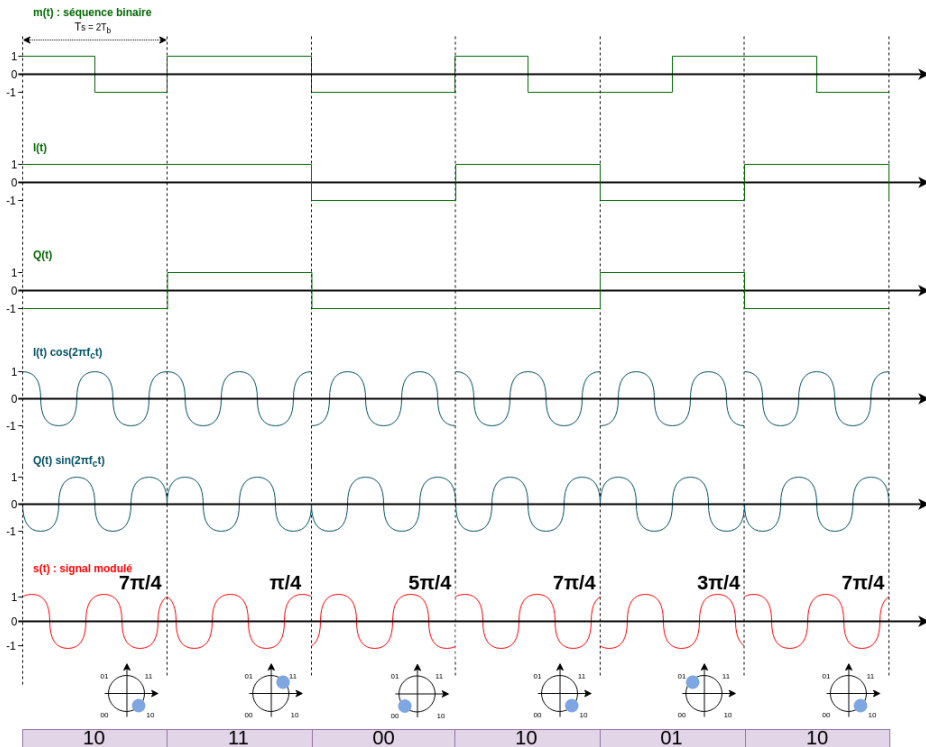 m(t) : séquence binaire
Ts = 2Tb
1
0
-1
I(t)
1
0
-1
Q(t)
1
0
-1
I(t) cos(2πfct)
1
0
-1
Q(t) sin(2πfct)
1
0
-1
s(t) : signal modulé
7π/4 π/4 5π/4 7π/4 3π/4 7π/4
1
0
-1
01 11 01 11 01 11 01 11 01 11 01 11
00 10 00 10 00 10 00 10 00 10 00 10
10 11 00 10 01 10